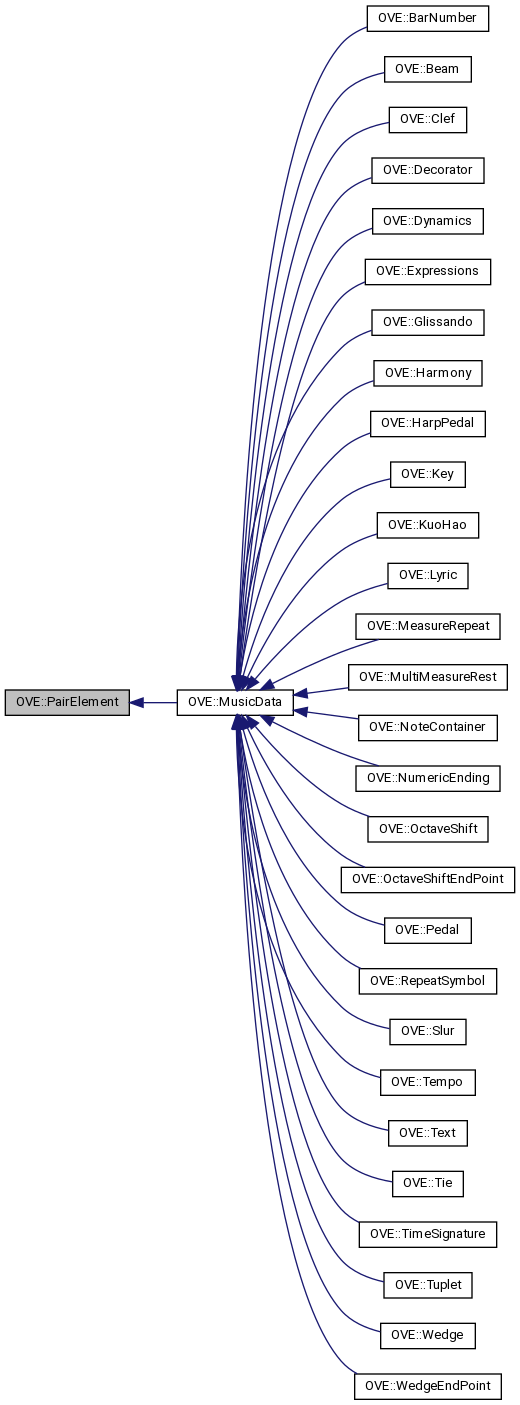 OVE::BarNumber
OVE::Beam
OVE::Clef
OVE::Decorator
OVE::Dynamics
OVE::Expressions
OVE::Glissando
OVE::Harmony
OVE::HarpPedal
OVE::Key
OVE::KuoHao
OVE::Lyric
OVE::MeasureRepeat
OVE::MultiMeasureRest
OVE::PairElement
OVE::MusicData
OVE::NoteContainer
OVE::NumericEnding
OVE::OctaveShift
OVE::OctaveShiftEndPoint
OVE::Pedal
OVE::RepeatSymbol
OVE::Slur
OVE::Tempo
OVE::Text
OVE::Tie
OVE::TimeSignature
OVE::Tuplet
OVE::Wedge
OVE::WedgeEndPoint